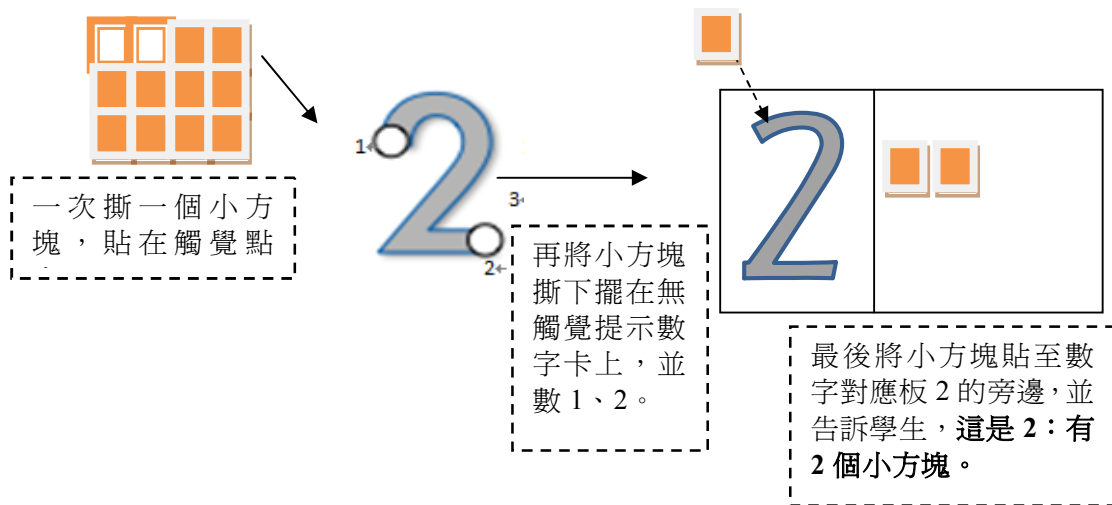 一次撕一個小方
塊，貼在觸覺點
2
1
2
3
再將小方塊
撕下擺在無
觸覺提示數
字卡上，並
數 1、2。
2
最後將小方塊貼至數
字對應板 2 的旁邊，並
告訴學生，這是 2：有
2 個小方塊。